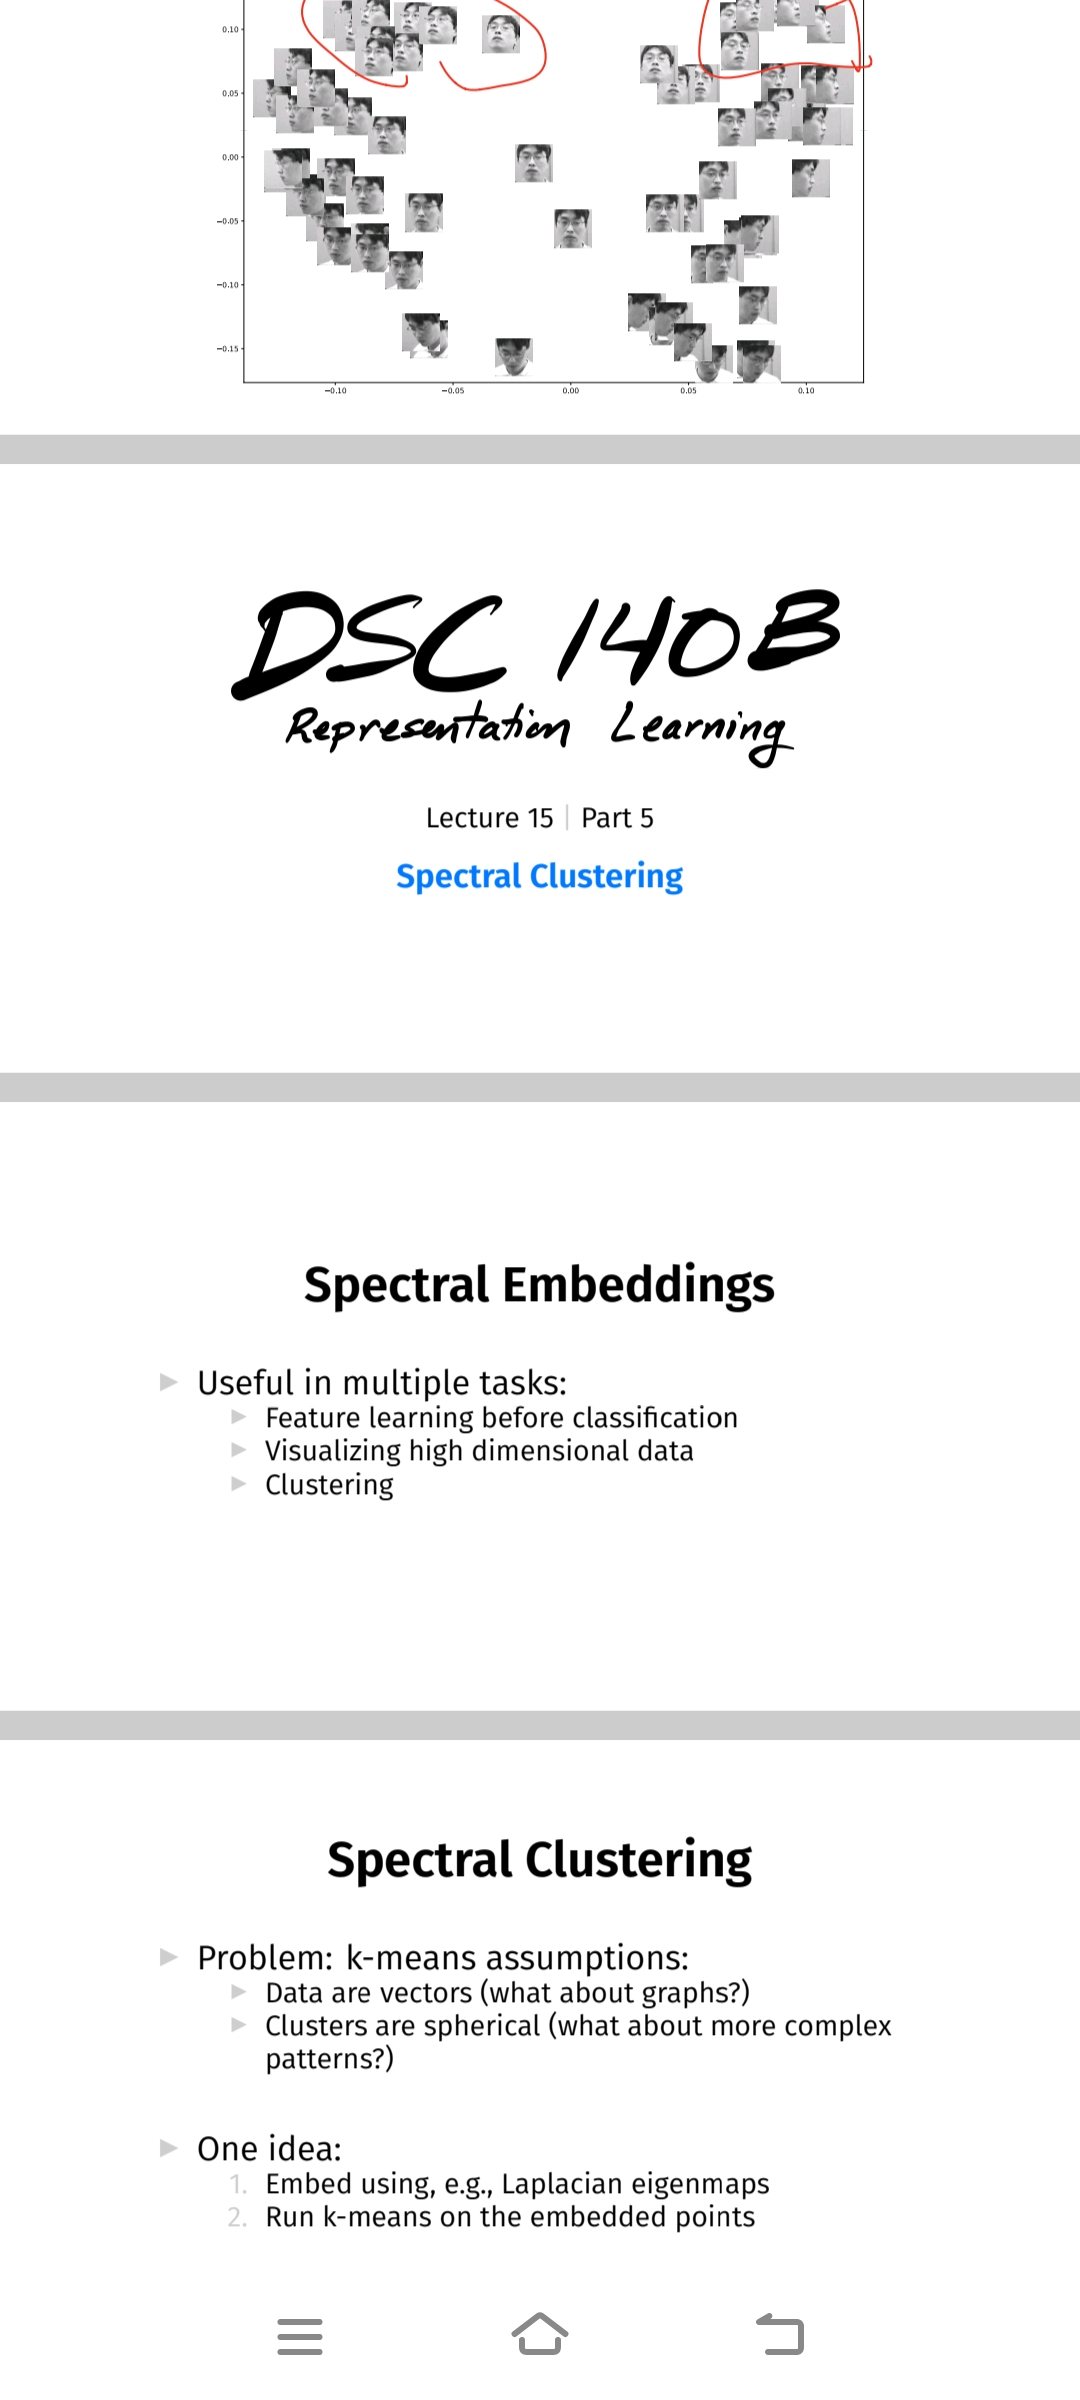 0.10
0.05
0.00
−0.05
−0.10
−0.15
−0.10 −0.05 0.00 0.05 0.10
DSC 140B
Representation Learning
Lecture 15 | Part 5
Spectral Clustering
Spectral Embeddings
▶ Useful in multiple tasks:
▶ Feature learning before classification
▶ Visualizing high dimensional data
▶ Clustering
Spectral Clustering
▶ Problem: k-means assumptions:
▶ Data are vectors (what about graphs?)
▶ Clusters are spherical (what about more complex
patterns?)
▶ One idea:
1. Embed using, e.g., Laplacian eigenmaps
2. Run k-means on the embedded points